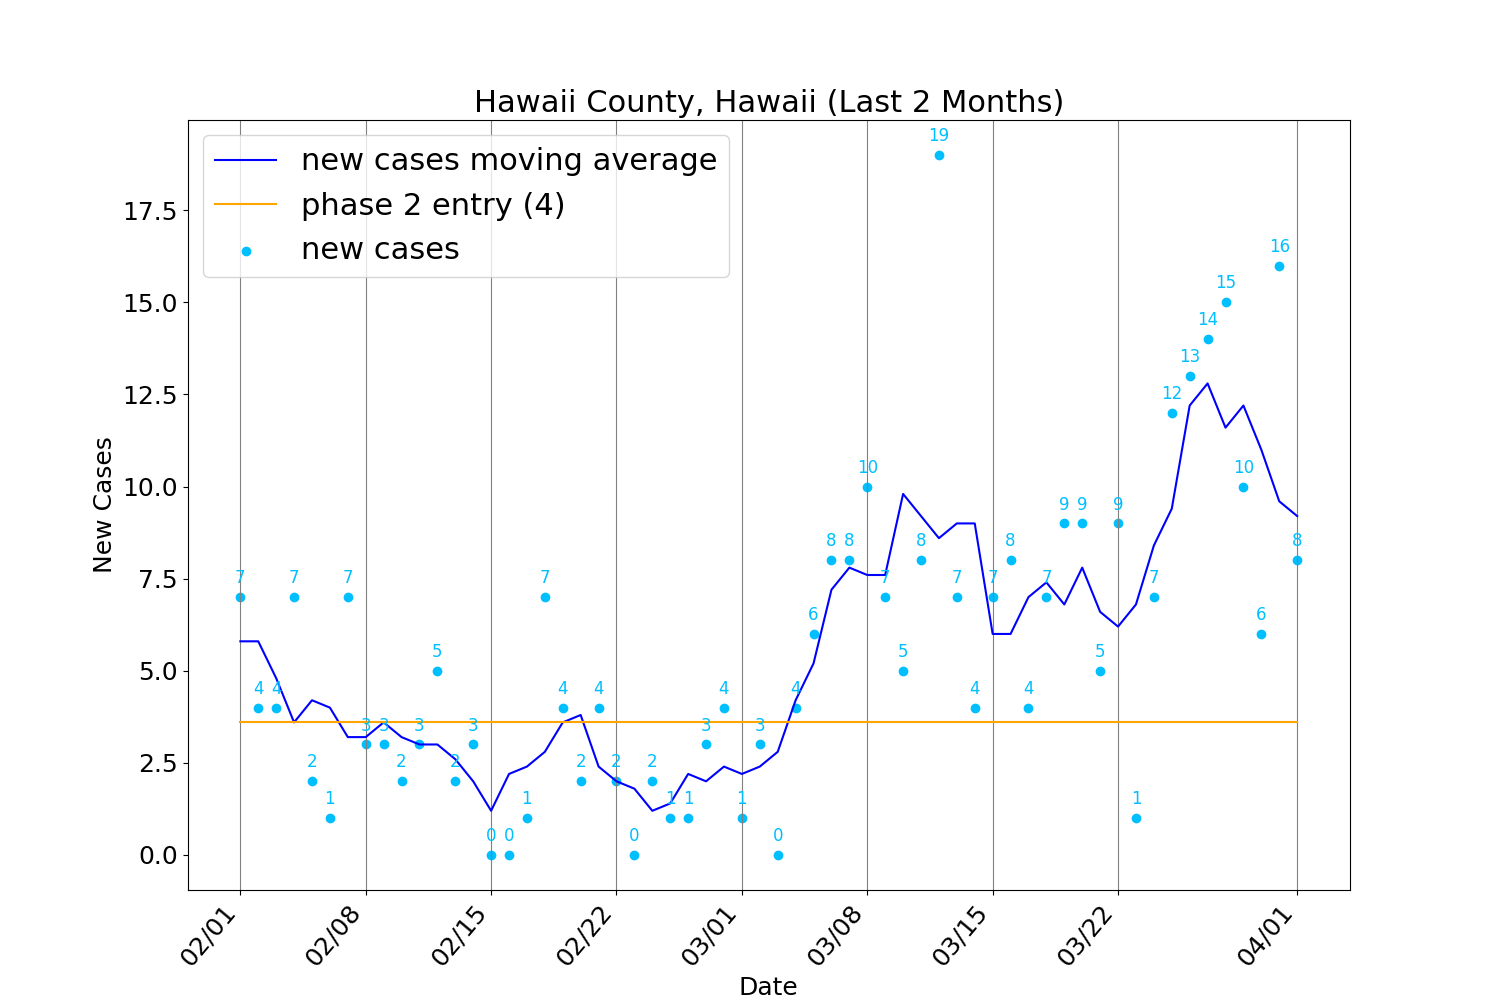 Hawaii County, Hawaii (Last 2 Months)
new cases moving average
phase 2 entry (4)
new cases
New Cases
19
17.5
16
15
15.0
14
13
12.5
12
10 10
10.0
9 9 9
8 8 8 8 8
7.5
7 7 7 7 7 7 7 7 7
6 6
5 5 5
5.0
4 4 4 4 4 4 4 4
3 3 3 3 3 3
2.5
2 2 2 2 2 2
1 1 1 1 1 1
0 0 0 0
0.0
02/01 02/08 02/15 02/22 03/01 03/08 03/15 03/22 04/01
Date